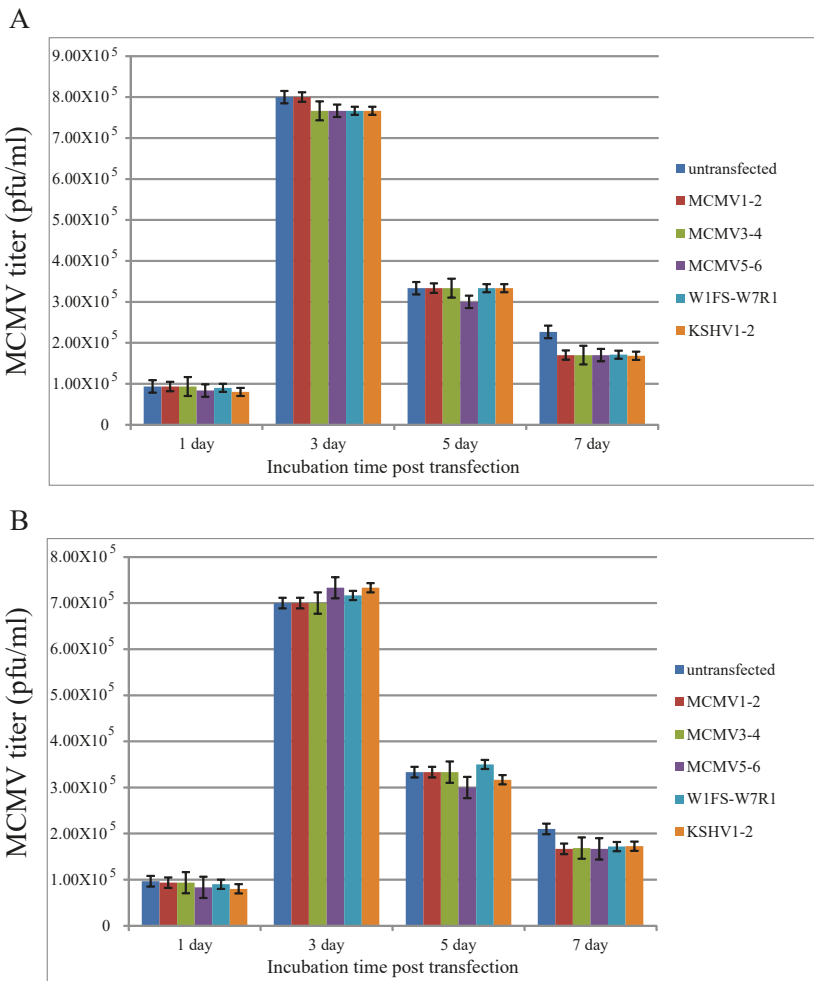 A
MCMV titer (pfu/ml)
9.00X10⁵
8.00X10⁵
7.00X10⁵
6.00X10⁵
5.00X10⁵
4.00X10⁵
3.00X10⁵
2.00X10⁵
1.00X10⁵
0
1 day 3 day 5 day 7 day
Incubation time post transfection
untransfected
MCMV1-2
MCMV3-4
MCMV5-6
W1FS-W7R1
KSHV1-2
B
MCMV titer (pfu/ml)
8.00X10⁵
7.00X10⁵
6.00X10⁵
5.00X10⁵
4.00X10⁵
3.00X10⁵
2.00X10⁵
1.00X10⁵
0
1 day 3 day 5 day 7 day
Incubation time post transfection
untransfected
MCMV1-2
MCMV3-4
MCMV5-6
W1FS-W7R1
KSHV1-2